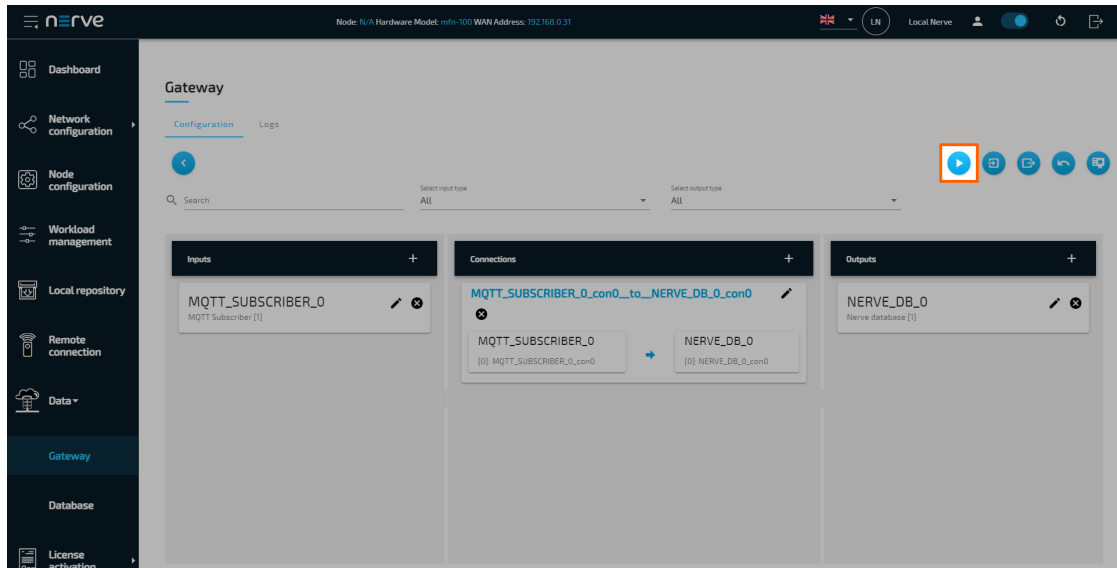 nerve
Node: N/A Hardware Model: mfn-100 WAN Address: 192.168.0.31
LN
Local Nerve
Dashboard
Network
configuration
Node
configuration
Workload
management
Local repository
Remote
connection
Data
Gateway
Database
License
activation
Gateway
Configuration
Logs
Search
Select input type
All
Select output type
All
Inputs
+
MQTT_SUBSCRIBER_0
MQTT Subscriber [1]
Connections
+
MQTT_SUBSCRIBER_0_con0__to__NERVE_DB_0_con0
MQTT_SUBSCRIBER_0
[0]: MQTT_SUBSCRIBER_0_con0
NERVE_DB_0
[0]: NERVE_DB_0_con0
Outputs
+
NERVE_DB_0
Nerve database [1]